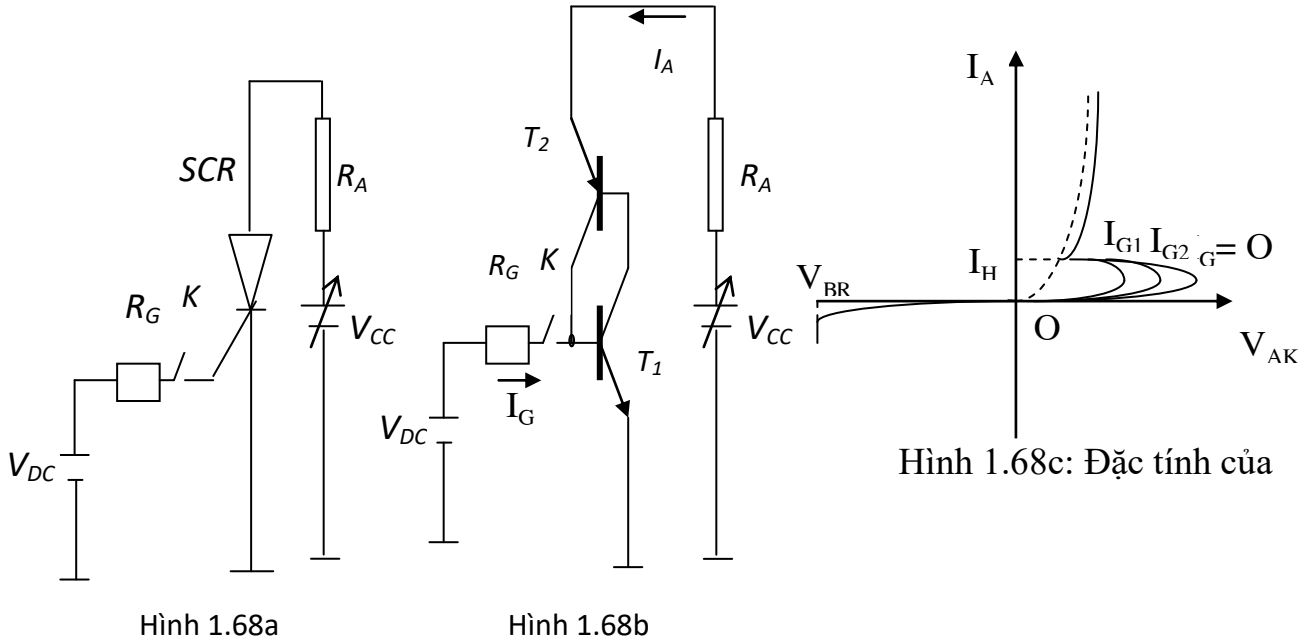 SCR
R_A
R_G
K
V_CC
V_DC
Hình 1.68a
I_A
T_2
R_A
R_G
K
I_G
T_1
V_CC
V_DC
Hình 1.68b
I_A
I_G1 I_G2 G = O
I_H
V_BR
O
V_AK
Hình 1.68c: Đặc tính của